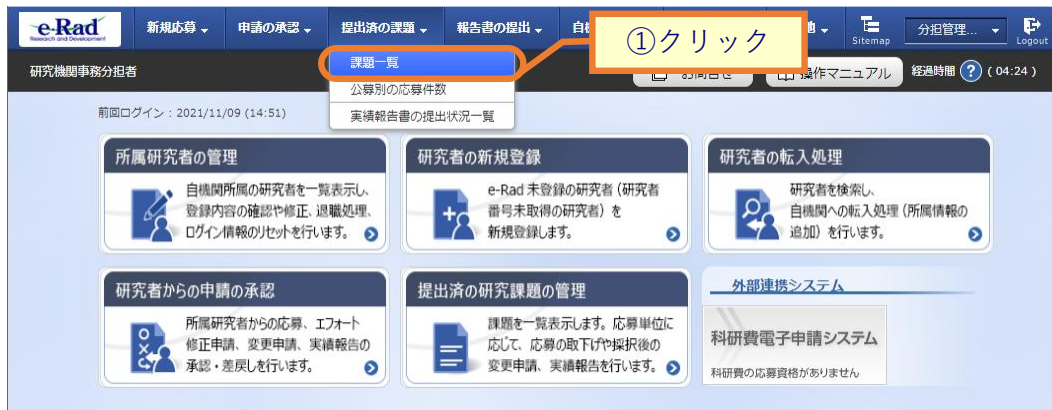 e-Rad
Research and Development
新規応募
申請の承認
提出済の課題
報告書の提出
Sitemap
分担管理...
Logout
①クリック
研究機関事務分担者
課題一覧
公募別の応募件数
実績報告書の提出状況一覧
お問合せ
操作マニュアル
経過時間 ? ( 04:24 )
前回ログイン : 2021/11/09 (14:51)
所属研究者の管理
自機関所属の研究者を一覧表示し、
登録内容の確認や修正、退職処理、
ログイン情報のリセットを行います。
研究者の新規登録
e-Rad 未登録の研究者（研究者
番号未取得の研究者）を
新規登録します。
研究者の転入処理
研究者を検索し、
自機関への転入処理（所属情報の
追加）を行います。
研究者からの申請の承認
所属研究者からの応募、エフォート
修正申請、変更申請、実績報告の
承認・差戻しを行います。
提出済の研究課題の管理
課題を一覧表示します。応募単位に
応じて、応募の取下げや採択後の
変更申請、実績報告を行います。
外部連携システム
科研費電子申請システム
科研費の応募資格がありません